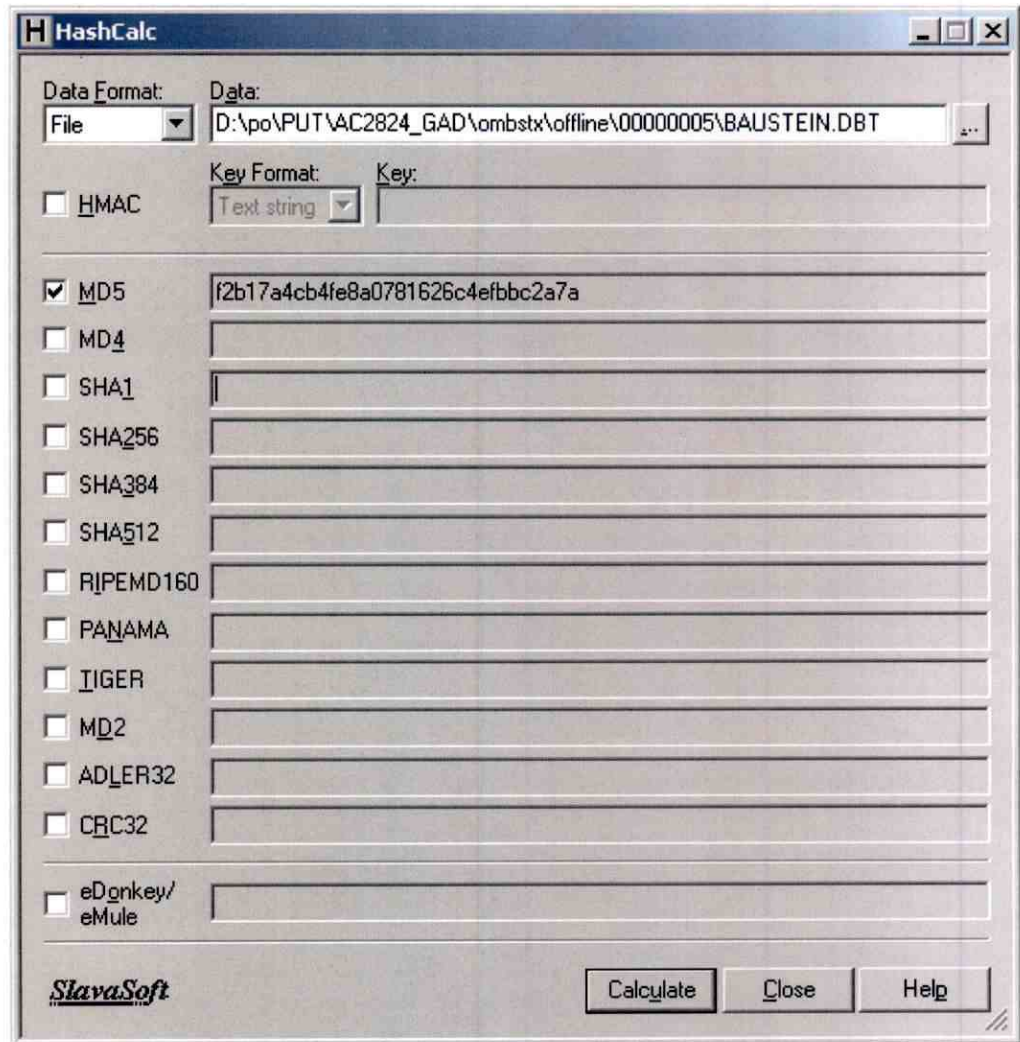 H HashCalc
Data Format: Data:
File D:\po\PUT\AC2824_GAD\ombstx\offline\00000005\BAUSTEIN.DBT ...
Key Format: Key:
HMAC Text string
MD5 f2b17a4cb4fe8a0781626c4efbbc2a7a
MD4
SHA1
SHA256
SHA384
SHA512
RIPEMD160
PANAMA
TIGER
MD2
ADLER32
CRC32
eDonkey/
eMule
SlavaSoft Calculate Close Help